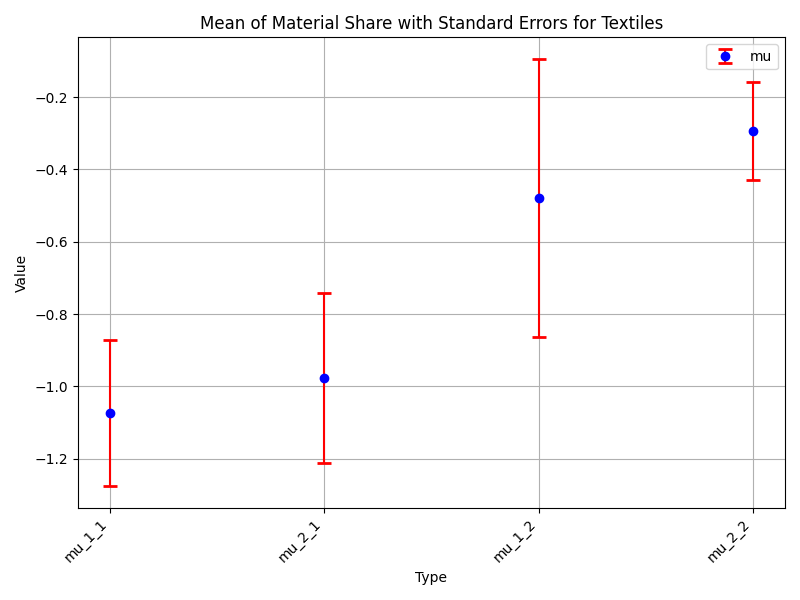 Mean of Material Share with Standard Errors for Textiles
mu
−0.2
−0.4
−0.6
−0.8
−1.0
−1.2
Value
mu_1_1
mu_2_1
mu_1_2
mu_2_2
Type